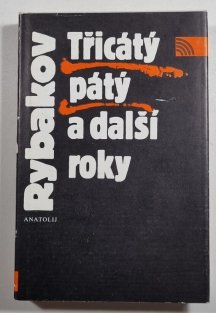 Rybakov
ANATOLIJ
Třicátý
pátý
a další
roky